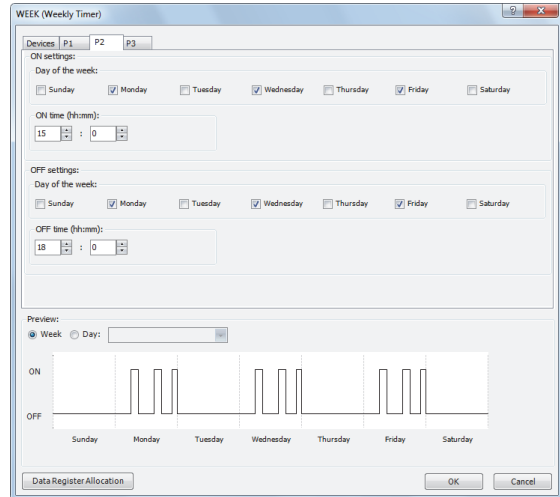 WEEK (Weekly Timer)
?
Devices P1 P2 P3
ON settings:
Day of the week:
Sunday Monday Tuesday Wednesday Thursday Friday Saturday
ON time (hh:mm):
15 : 0
OFF settings:
Day of the week:
Sunday Monday Tuesday Wednesday Thursday Friday Saturday
OFF time (hh:mm):
18 : 0
Preview:
Week Day:
ON
OFF
Sunday Monday Tuesday Wednesday Thursday Friday Saturday
Data Register Allocation OK Cancel